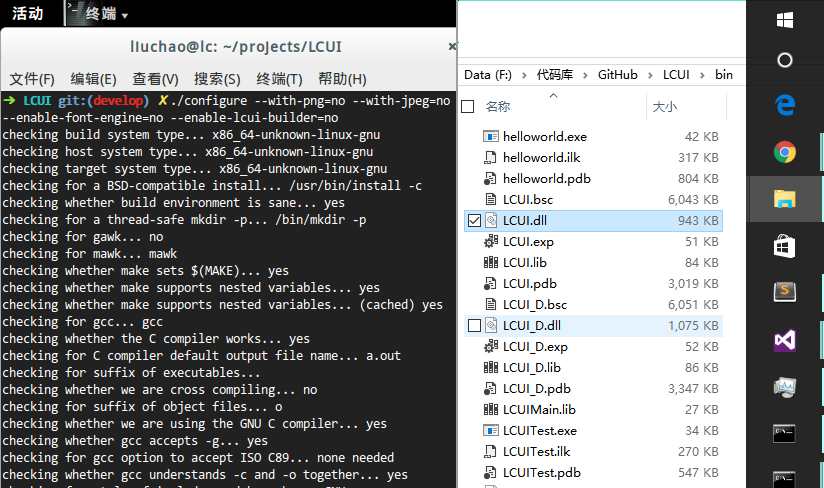 活动
终端
liuchao@lc: ~/projects/LCUI
文件(F) 编辑(E) 查看(V) 搜索(S) 终端(T) 帮助(H)
➜ LCUI git:(develop) ✗ ./configure --with-png=no --with-jpeg=no
--enable-font-engine=no --enable-lcui-builder=no
checking build system type... x86_64-unknown-linux-gnu
checking host system type... x86_64-unknown-linux-gnu
checking target system type... x86_64-unknown-linux-gnu
checking for a BSD-compatible install... /usr/bin/install -c
checking whether build environment is sane... yes
checking for a thread-safe mkdir -p... /bin/mkdir -p
checking for gawk... no
checking for mawk... mawk
checking whether make sets $(MAKE)... yes
checking whether make supports nested variables... yes
checking whether make supports nested variables... (cached) yes
checking for gcc... gcc
checking whether the C compiler works... yes
checking for C compiler default output file name... a.out
checking for suffix of executables...
checking whether we are cross compiling... no
checking for suffix of object files... o
checking whether we are using the GNU C compiler... yes
checking whether gcc accepts -g... yes
checking for gcc option to accept ISO C89... none needed
checking whether gcc understands -c and -o together... yes
Data (F:) › 代码库 › GitHub › LCUI › bin
名称 大小
helloworld.exe 42 KB
helloworld.ilk 317 KB
helloworld.pdb 804 KB
LCUI.bsc 6,043 KB
LCUI.dll 943 KB
LCUI.exp 51 KB
LCUI.lib 84 KB
LCUI.pdb 3,019 KB
LCUI_D.bsc 6,051 KB
LCUI_D.dll 1,075 KB
LCUI_D.exp 52 KB
LCUI_D.lib 86 KB
LCUI_D.pdb 3,347 KB
LCUIMain.lib 27 KB
LCUITest.exe 34 KB
LCUITest.ilk 270 KB
LCUITest.pdb 547 KB